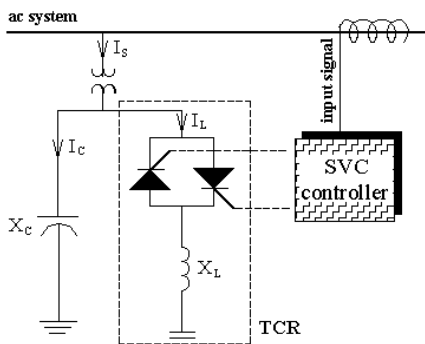 ac system
I_S
input signal
I_L
I_C
SVC
controller
X_C
X_L
TCR